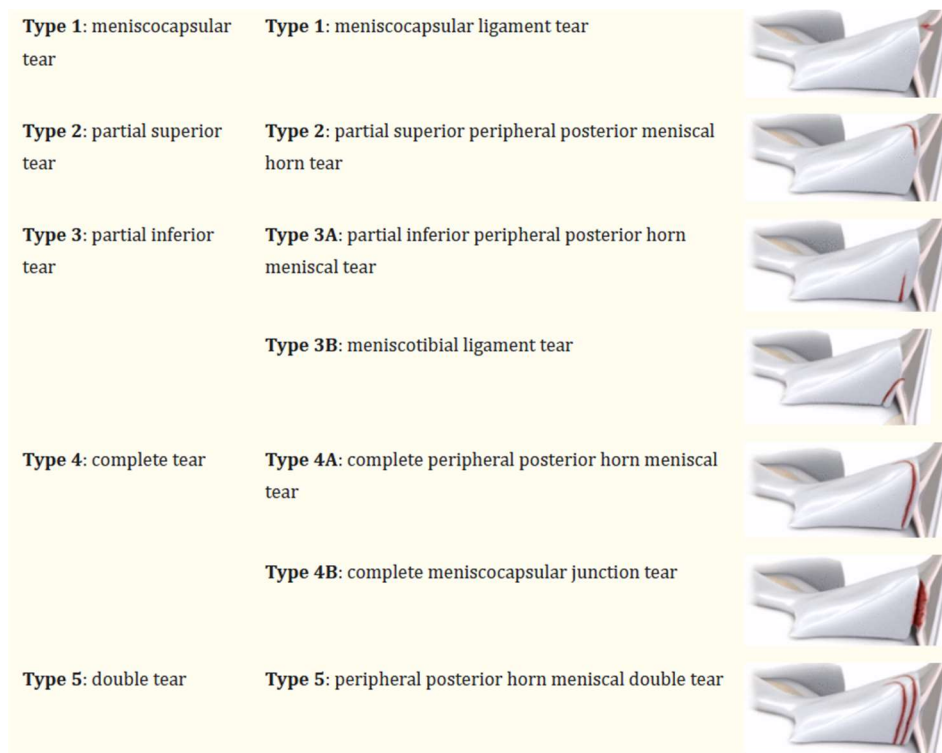 Type 1: meniscocapsular
tear
Type 1: meniscocapsular ligament tear
Type 2: partial superior
tear
Type 2: partial superior peripheral posterior meniscal
horn tear
Type 3: partial inferior
tear
Type 3A: partial inferior peripheral posterior horn
meniscal tear
Type 3B: meniscotibial ligament tear
Type 4: complete tear
Type 4A: complete peripheral posterior horn meniscal
tear
Type 4B: complete meniscocapsular junction tear
Type 5: double tear
Type 5: peripheral posterior horn meniscal double tear